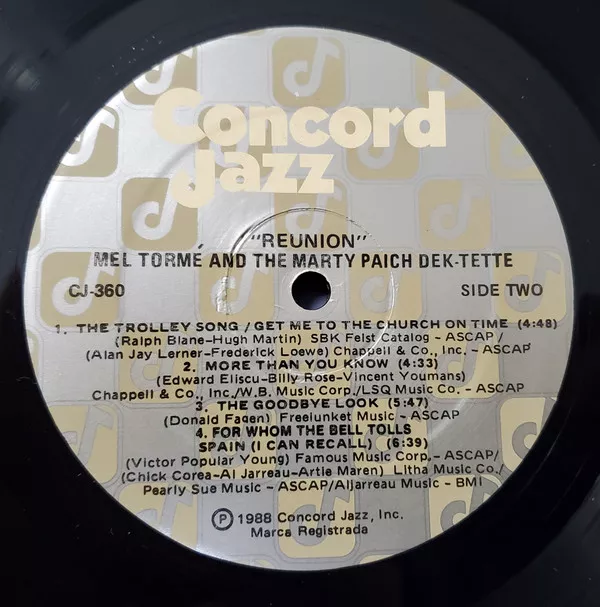 Concord
Jazz
"REUNION"
MEL TORMÉ AND THE MARTY PAICH DEK-TETTE
CJ-360 SIDE TWO
1. THE TROLLEY SONG / GET ME TO THE CHURCH ON TIME (4:48)
(Ralph Blane-Hugh Martin) SBK Feist Catalog - ASCAP/
(Alan Jay Lerner-Frederick Loewe) Chappell & Co., Inc. - ASCAP
2. MORE THAN YOU KNOW (4:33)
(Edward Eliscu-Billy Rose-Vincent Youmans)
Chappell & Co., Inc./W.B. Music Corp./LSQ Music Co. - ASCAP
3. THE GOODBYE LOOK (5:47)
(Donald Fagen) Freelunket Music - ASCAP
4. FOR WHOM THE BELL TOLLS
SPAIN (I CAN RECALL) (6:39)
(Victor Popular Young) Famous Music Corp. - ASCAP/
(Chick Corea-Al Jarreau-Artie Maren) Litha Music Co./
Pearly Sue Music - ASCAP/Aljarreau Music - BMI
Ⓟ 1988 Concord Jazz, Inc.
Marca Registrada